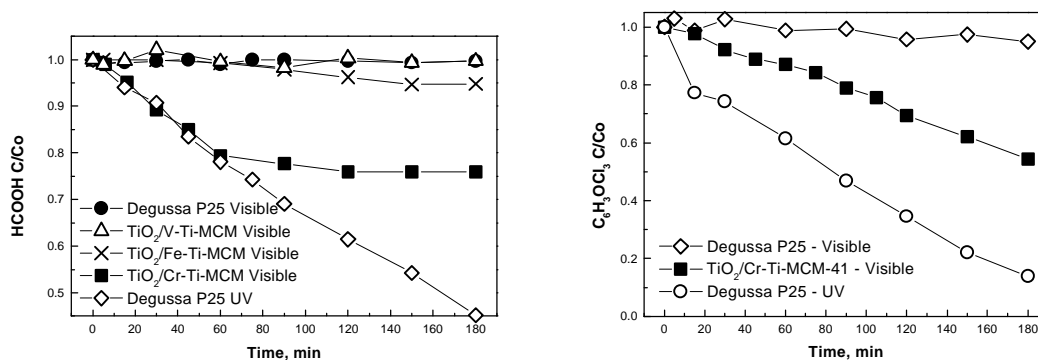 HCOOH C/Co
1.0
0.9
0.8
0.7
0.6
0.5
Degussa P25 Visible
TiO₂/V-Ti-MCM Visible
TiO₂/Fe-Ti-MCM Visible
TiO₂/Cr-Ti-MCM Visible
Degussa P25 UV
0 20 40 60 80 100 120 140 160 180
Time, min
C₆H₃OCl₃ C/Co
1.0
0.8
0.6
0.4
0.2
0.0
Degussa P25 - Visible
TiO₂/Cr-Ti-MCM-41 - Visible
Degussa P25 - UV
0 20 40 60 80 100 120 140 160 180
Time, min